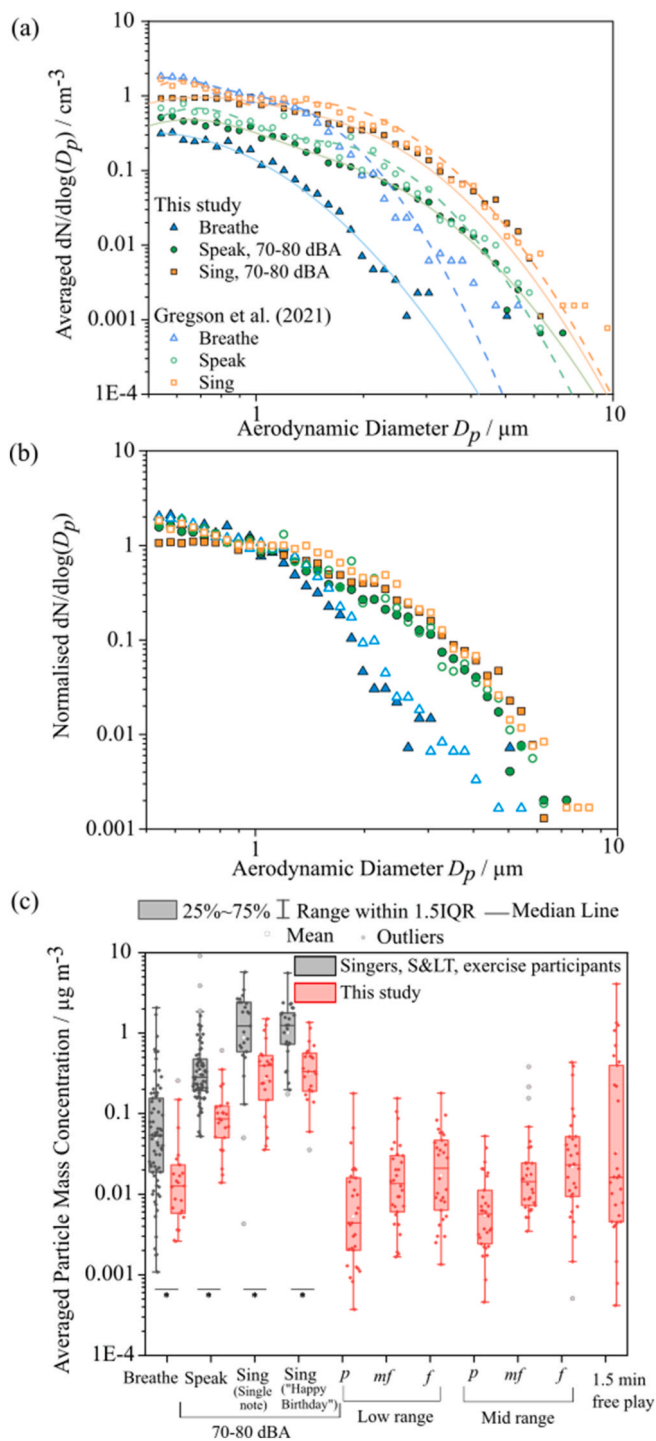 (a)
10
1
0.1
0.01
0.001
1E-4
Averaged dN/dlog(Dp) / cm-3
This study
Breathe
Speak, 70-80 dBA
Sing, 70-80 dBA
Gregson et al. (2021)
Breathe
Speak
Sing
1
10
Aerodynamic Diameter Dp / µm
(b)
10
1
0.1
0.01
0.001
Normalised dN/dlog(Dp)
1
10
Aerodynamic Diameter Dp / µm
(c)
25%~75%
Range within 1.5IQR
Median Line
Mean
Outliers
Singers, S&LT, exercise participants
This study
10
1
0.1
0.01
0.001
1E-4
Averaged Particle Mass Concentration / µg m-3
* * * *
Breathe
Speak
Sing
(Single
note)
Sing
("Happy
Birthday")
p mf f
p mf f
1.5 min
free play
70-80 dBA
Low range
Mid range